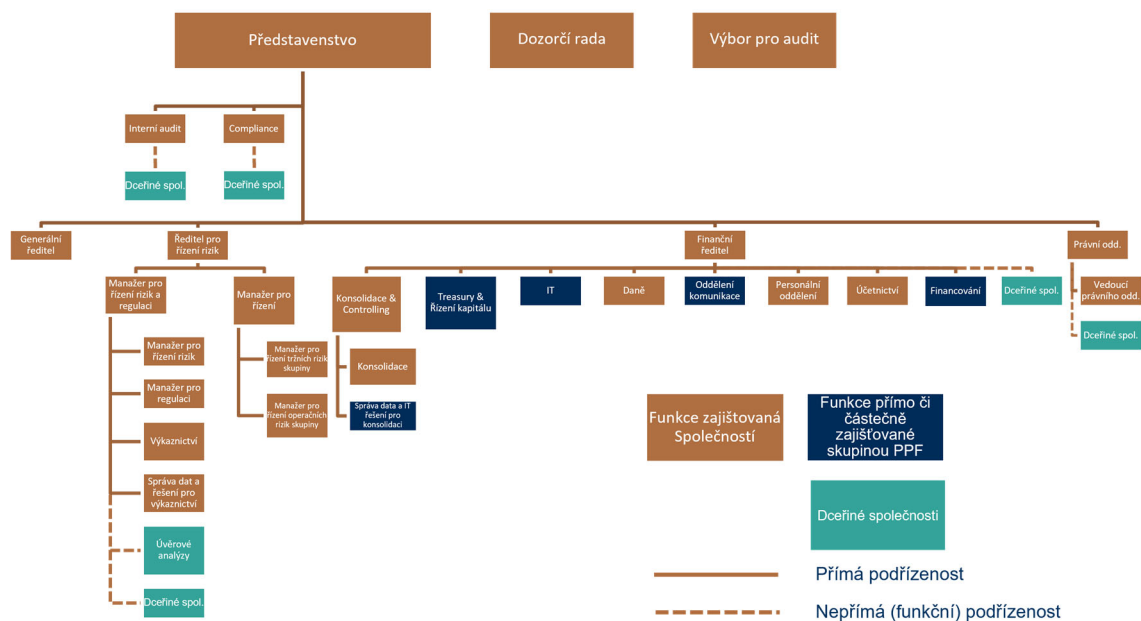 Představenstvo
Dozorčí rada
Výbor pro audit
Interní audit
Compliance
Dceřiné spol.
Dceřiné spol.
Generální
ředitel
Ředitel pro
řízení rizik
Finanční
ředitel
Právní odd.
Manažer pro
řízení rizik a
regulaci
Manažer pro
řízení
Konsolidace &
Controlling
Treasury &
Řízení kapitálu
IT
Daně
Oddělení
komunikace
Personální
oddělení
Účetnictví
Financování
Dceřiné spol.
Vedoucí
právního odd.
Dceřiné spol.
Manažer pro
řízení rizik
Manažer pro
řízení tržních rizik
skupiny
Konsolidace
Manažer pro
regulaci
Manažer pro
řízení operačních
rizik skupiny
Správa data a IT
řešení pro
konsolidaci
Výkaznictví
Správa dat a
řešení pro
výkaznictví
Úvěrové
analýzy
Dceřiné spol.
Funkce zajištovaná
Společností
Funkce přímo či
částečně
zajišťované
skupinou PPF
Dceřiné společnosti
Přímá podřízenost
Nepřímá (funkční) podřízenost